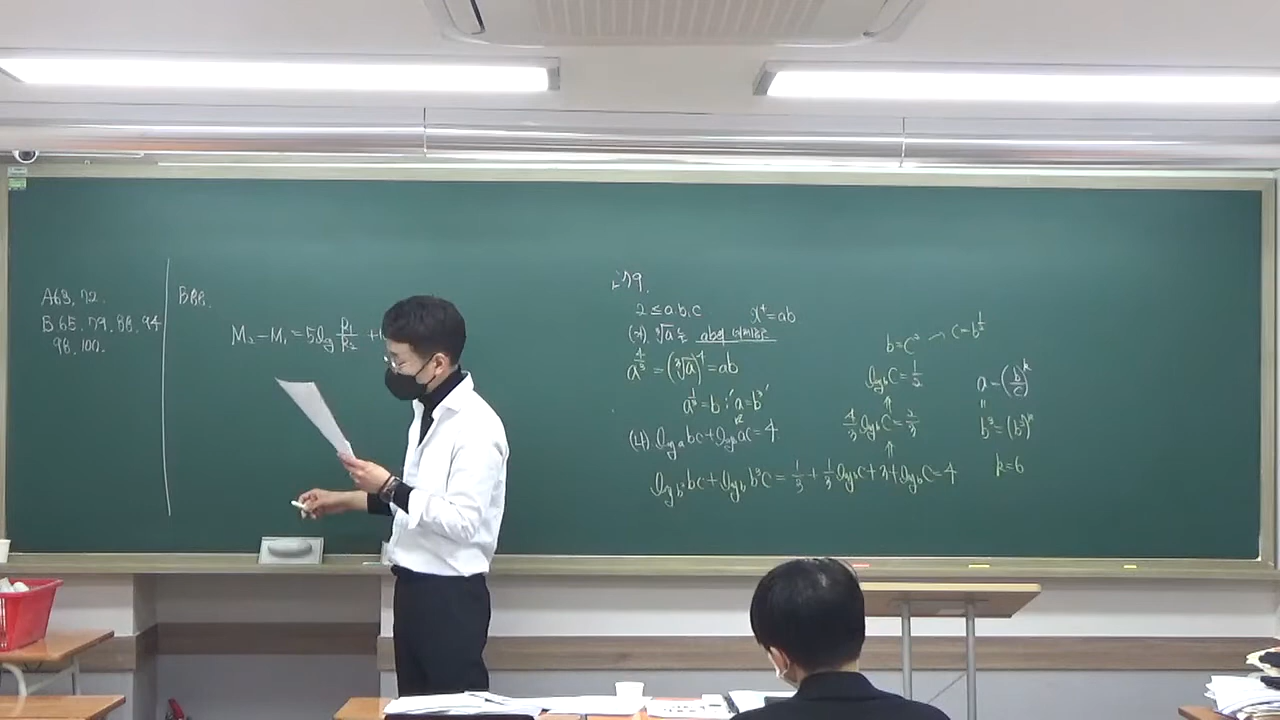 A63, 72.
B 65, 79, 88, 94
98, 100.
B88.
M₂-M₁=5log P₁/P₂ +
79.
2≤a,b,c
x⁴=ab
(가). ∛a는 ab의 네제곱근
a^(4/3)=(∛a)⁴=ab
a^(1/3)=b ; a=b³
(나) log_a bc+log_b ac=4
log_b³ bc+log_b b³c=1/3+1/3 log_b c+3+log_b c=4
4/3 log_b c=2/3
log_b c=1/2
b=c² → c=b^(1/2)
a=(b/c)^k
b³=(b^(1/2))^k
k=6